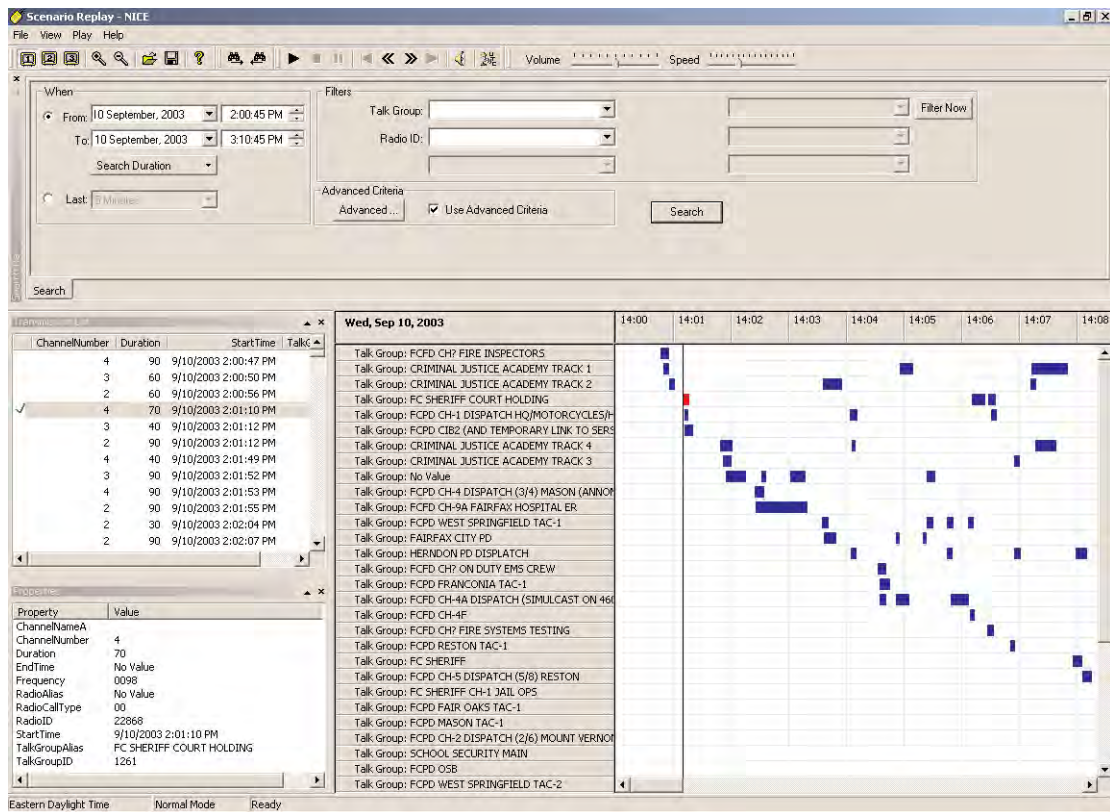 Scenario Replay - NICE
File View Play Help
1 2 3 Volume Speed
When
From: 10 September, 2003 2:00:45 PM
To: 10 September, 2003 3:10:45 PM
Search Duration
Last: 5 Minutes
Filters
Talk Group: Filter Now
Radio ID:
Advanced Criteria
Advanced ... Use Advanced Criteria
Search
Search
Transmission List
ChannelNumber Duration StartTime TalkG
4 90 9/10/2003 2:00:47 PM
3 60 9/10/2003 2:00:50 PM
2 60 9/10/2003 2:00:56 PM
4 70 9/10/2003 2:01:10 PM
3 40 9/10/2003 2:01:12 PM
2 90 9/10/2003 2:01:12 PM
4 40 9/10/2003 2:01:49 PM
3 90 9/10/2003 2:01:52 PM
4 90 9/10/2003 2:01:53 PM
2 90 9/10/2003 2:01:55 PM
2 30 9/10/2003 2:02:04 PM
2 90 9/10/2003 2:02:07 PM
Properties
Property Value
ChannelNameA
ChannelNumber 4
Duration 70
EndTime No Value
Frequency 0098
RadioAlias No Value
RadioCallType 00
RadioID 22868
StartTime 9/10/2003 2:01:10 PM
TalkGroupAlias FC SHERIFF COURT HOLDING
TalkGroupID 1261
Wed, Sep 10, 2003 14:00 14:01 14:02 14:03 14:04 14:05 14:06 14:07 14:08
Talk Group: FCFD CH? FIRE INSPECTORS
Talk Group: CRIMINAL JUSTICE ACADEMY TRACK 1
Talk Group: CRIMINAL JUSTICE ACADEMY TRACK 2
Talk Group: FC SHERIFF COURT HOLDING
Talk Group: FCPD CH-1 DISPATCH HQ/MOTORCYCLES/H
Talk Group: FCPD CIB2 (AND TEMPORARY LINK TO SERS
Talk Group: CRIMINAL JUSTICE ACADEMY TRACK 4
Talk Group: CRIMINAL JUSTICE ACADEMY TRACK 3
Talk Group: No Value
Talk Group: FCPD CH-4 DISPATCH (3/4) MASON (ANNON
Talk Group: FCFD CH-9A FAIRFAX HOSPITAL ER
Talk Group: FCPD WEST SPRINGFIELD TAC-1
Talk Group: FAIRFAX CITY PD
Talk Group: HERNDON PD DISPLATCH
Talk Group: FCFD CH? ON DUTY EMS CREW
Talk Group: FCPD FRANCONIA TAC-1
Talk Group: FCFD CH-4A DISPATCH (SIMULCAST ON 460
Talk Group: FCFD CH-4F
Talk Group: FCFD CH? FIRE SYSTEMS TESTING
Talk Group: FCPD RESTON TAC-1
Talk Group: FC SHERIFF
Talk Group: FCPD CH-5 DISPATCH (5/8) RESTON
Talk Group: FC SHERIFF CH-1 JAIL OPS
Talk Group: FCPD FAIR OAKS TAC-1
Talk Group: FCPD MASON TAC-1
Talk Group: FCPD CH-2 DISPATCH (2/6) MOUNT VERNON
Talk Group: SCHOOL SECURITY MAIN
Talk Group: FCPD OSB
Talk Group: FCPD WEST SPRINGFIELD TAC-2
Eastern Daylight Time Normal Mode Ready